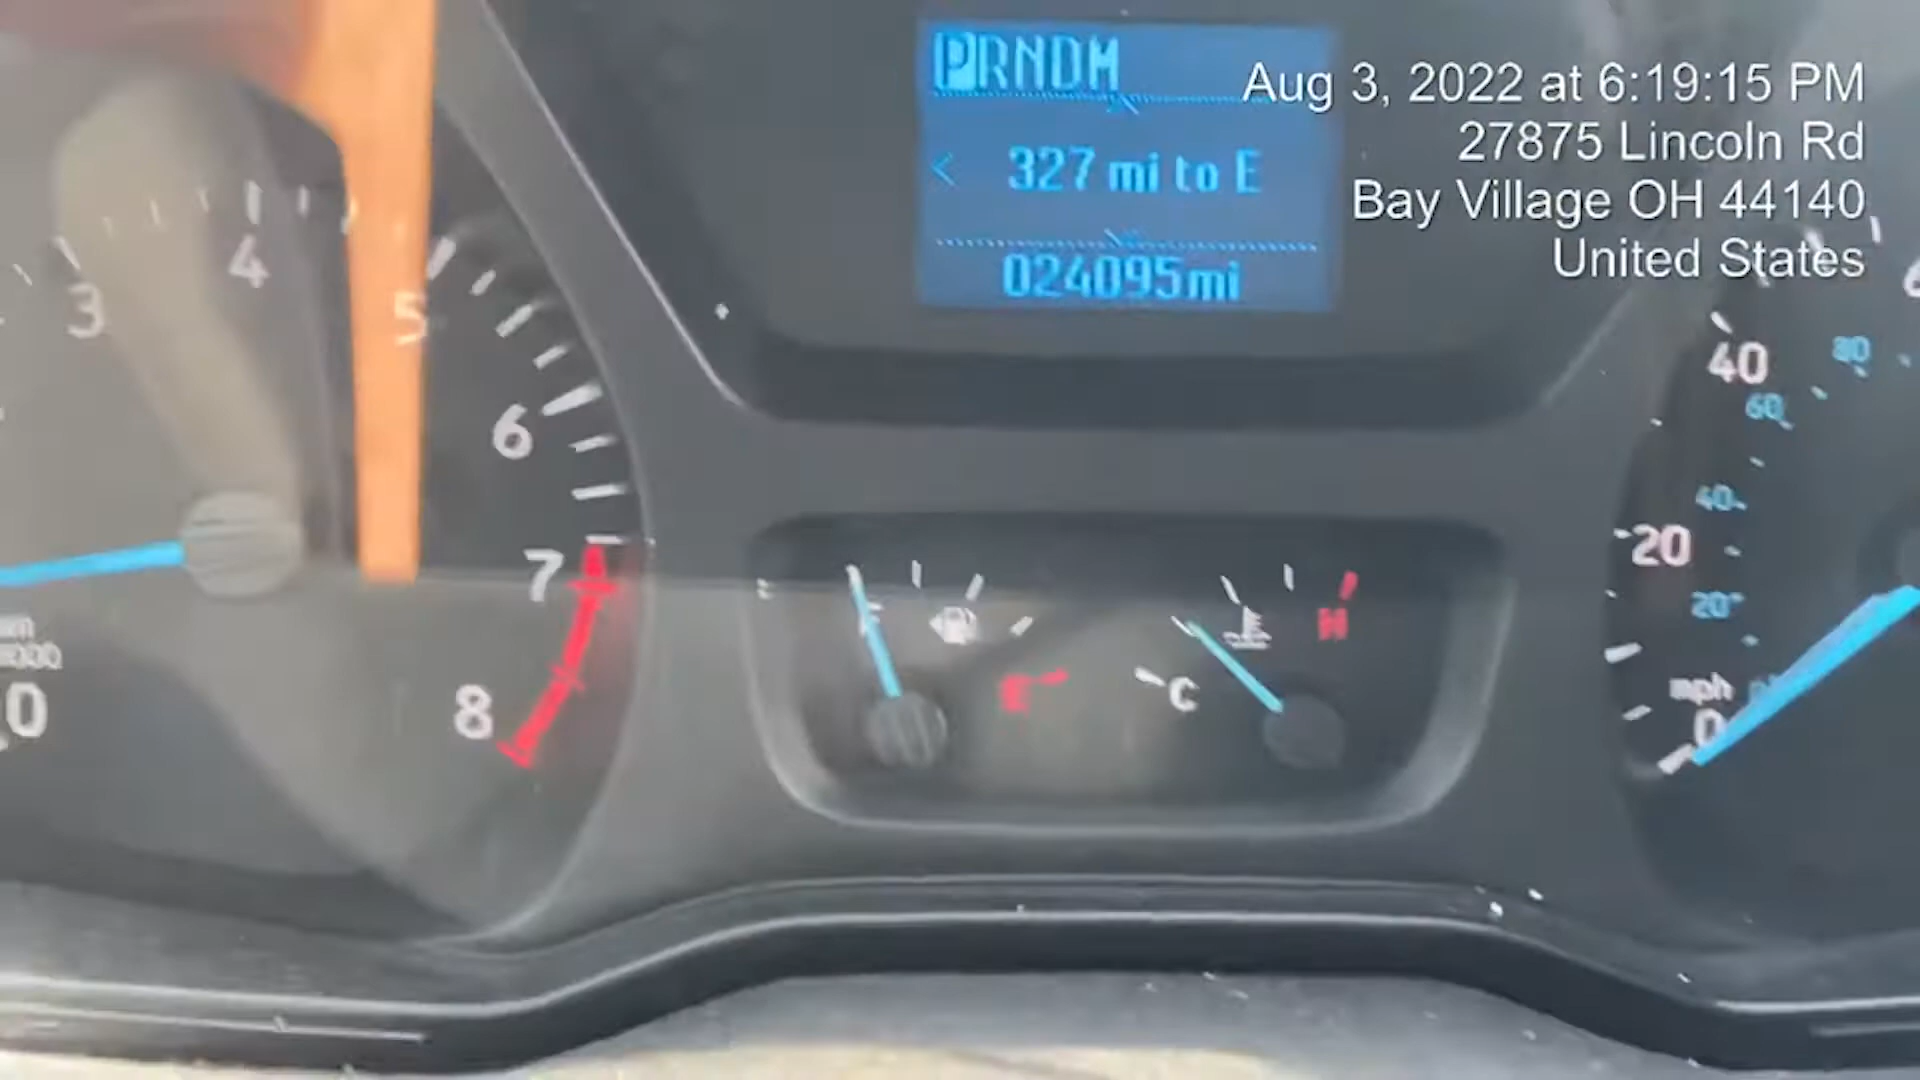 PRNDM
< 327 mi to E
024095mi
Aug 3, 2022 at 6:19:15 PM
27875 Lincoln Rd
Bay Village OH 44140
United States
3
4
5
6
7
8
0
E
C
H
40
80
60
40
20
20
mph
0